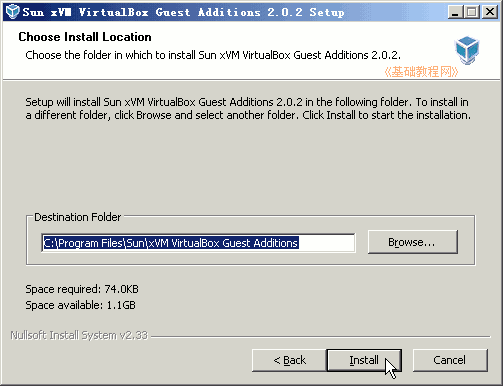 Sun xVM VirtualBox Guest Additions 2.0.2 Setup
Choose Install Location
Choose the folder in which to install Sun xVM VirtualBox Guest Additions 2.0.2.
《基础教程网》
Setup will install Sun xVM VirtualBox Guest Additions 2.0.2 in the following folder. To install in
a different folder, click Browse and select another folder. Click Install to start the installation.
Destination Folder
C:\Program Files\Sun\xVM VirtualBox Guest Additions
Browse...
Space required: 74.0KB
Space available: 1.1GB
Nullsoft Install System v2.33
< Back
Install
Cancel